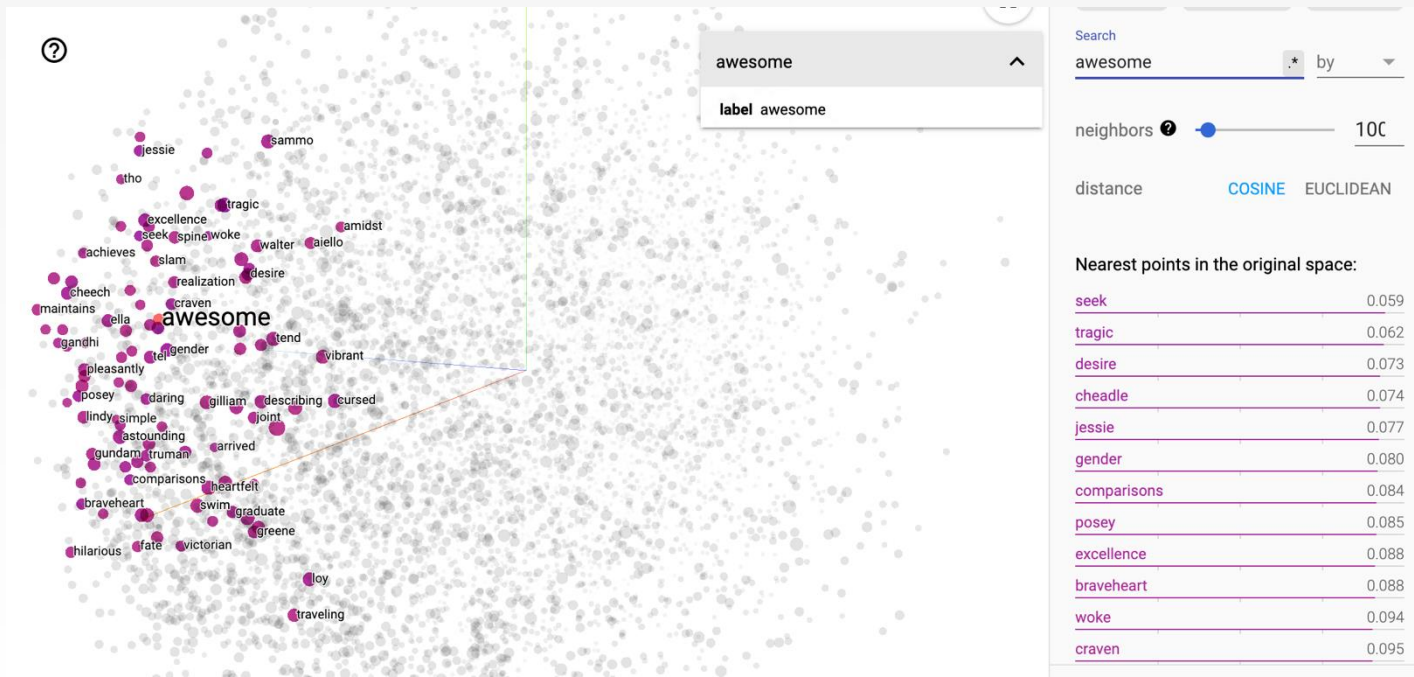 ?
awesome
label awesome
Search
awesome .* by
neighbors ? 100
distance COSINE EUCLIDEAN
Nearest points in the original space:
seek 0.059
tragic 0.062
desire 0.073
cheadle 0.074
jessie 0.077
gender 0.080
comparisons 0.084
posey 0.085
excellence 0.088
braveheart 0.088
woke 0.094
craven 0.095
sammo
jessie
tho
tragic
excellence
amidst
seek spine woke
walter aiello
achieves
slam
desire
realization
cheech
craven
maintains
ella awesome
tend
gandhi
tel gender
vibrant
pleasantly
posey daring gilliam describing cursed
lindy simple joint
astounding
arrived
gundam truman
comparisons
heartfelt
braveheart swim graduate
greene
hilarious fate victorian
loy
traveling